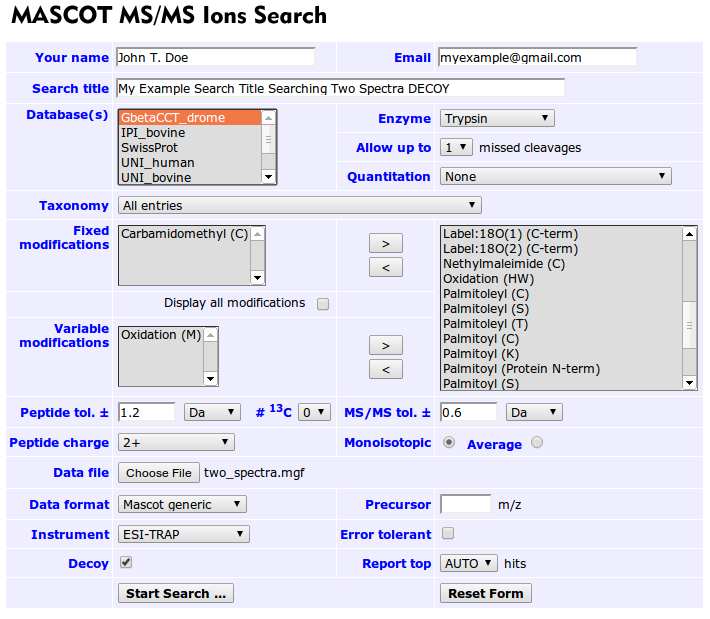 MASCOT MS/MS Ions Search
Your name John T. Doe Email myexample@gmail.com
Search title My Example Search Title Searching Two Spectra DECOY
Database(s) GbetaCCT_drome
IPI_bovine
SwissProt
UNI_human
UNI_bovine
Enzyme Trypsin
Allow up to 1 missed cleavages
Quantitation None
Taxonomy All entries
Fixed
modifications
Carbamidomethyl (C)
>
<
Display all modifications
Variable
modifications
Oxidation (M)
>
<
Label:18O(1) (C-term)
Label:18O(2) (C-term)
Nethylmaleimide (C)
Oxidation (HW)
Palmitoleyl (C)
Palmitoleyl (S)
Palmitoleyl (T)
Palmitoyl (C)
Palmitoyl (K)
Palmitoyl (Protein N-term)
Palmitoyl (S)
Peptide tol. ± 1.2 Da # 13C 0 MS/MS tol. ± 0.6 Da
Peptide charge 2+ Monoisotopic Average
Data file Choose File two_spectra.mgf
Data format Mascot generic Precursor m/z
Instrument ESI-TRAP Error tolerant
Decoy Report top AUTO hits
Start Search ... Reset Form